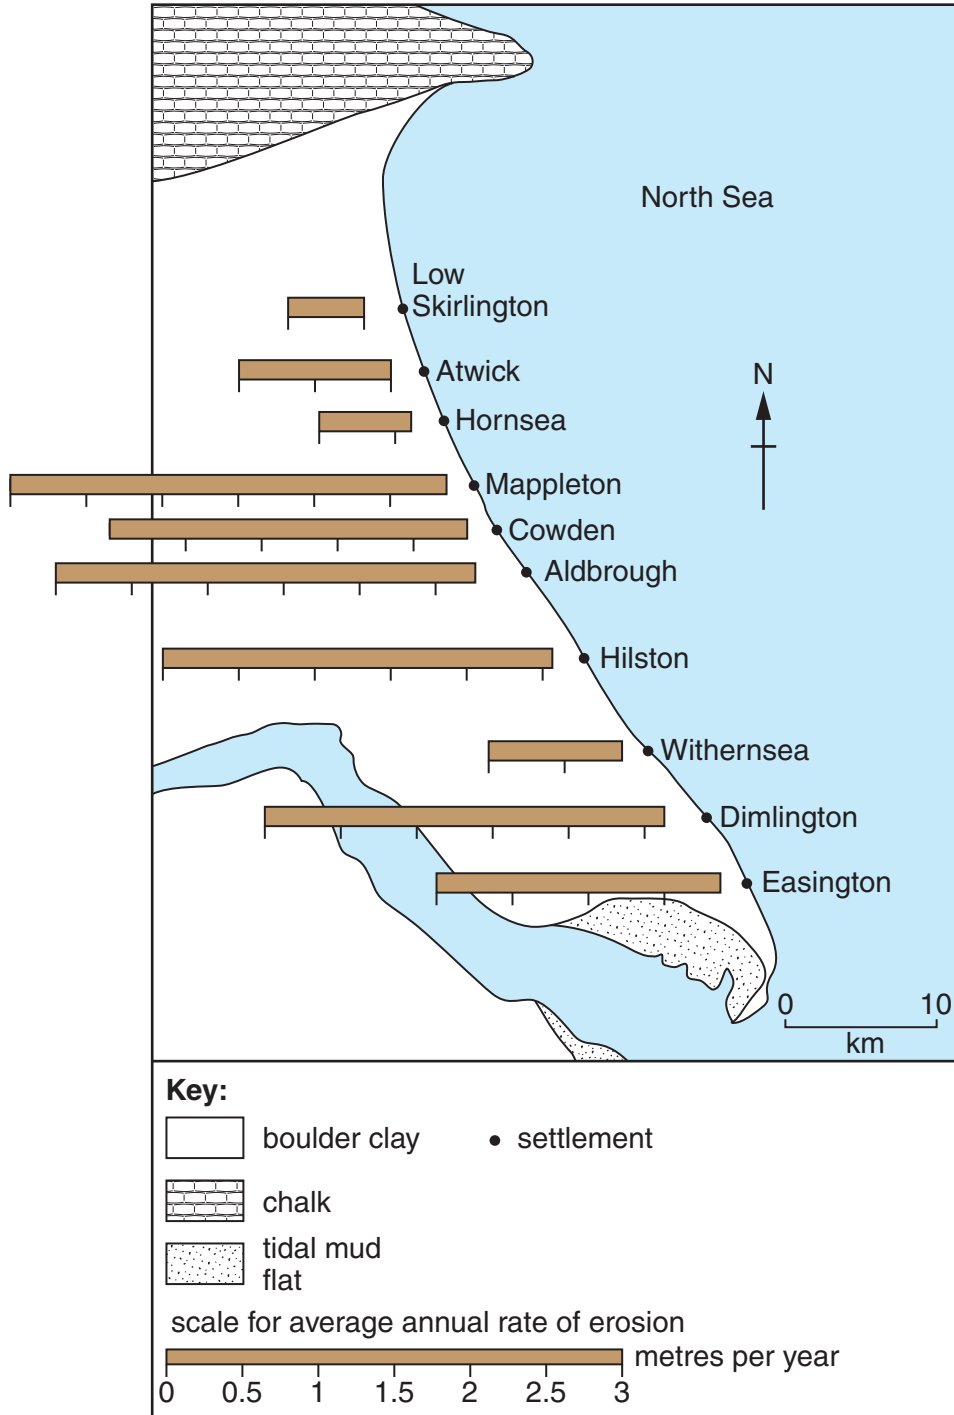 North Sea
Low
Skirlington
Atwick
N
Hornsea
Mappleton
Cowden
Aldbrough
Hilston
Withernsea
Dimlington
Easington
0 10
km
Key:
boulder clay settlement
chalk
tidal mud
flat
scale for average annual rate of erosion
metres per year
0 0.5 1 1.5 2 2.5 3